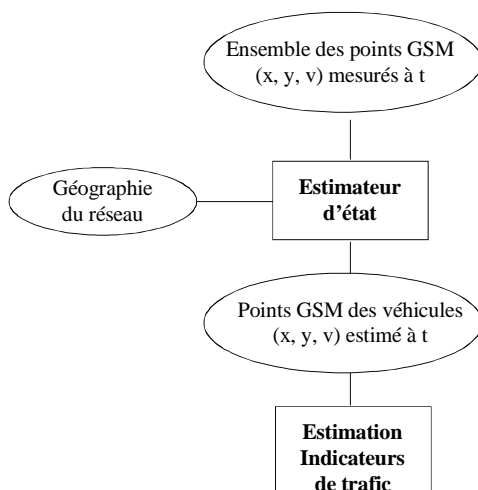 Ensemble des points GSM
(x, y, v) mesurés à t
Géographie
du réseau
Estimateur
d’état
Points GSM des véhicules
(x, y, v) estimé à t
Estimation
Indicateurs
de trafic